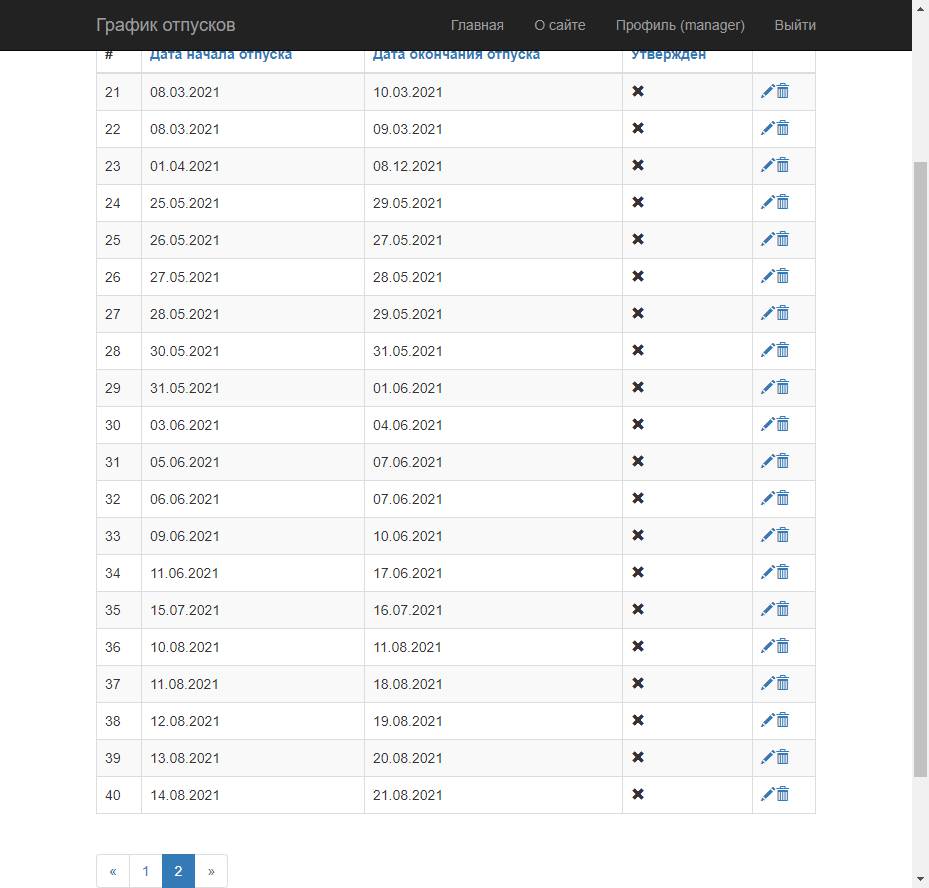 График отпусков Главная О сайте Профиль (manager) Выйти
# Дата начала отпуска Дата окончания отпуска Утвержден
21 08.03.2021 10.03.2021
22 08.03.2021 09.03.2021
23 01.04.2021 08.12.2021
24 25.05.2021 29.05.2021
25 26.05.2021 27.05.2021
26 27.05.2021 28.05.2021
27 28.05.2021 29.05.2021
28 30.05.2021 31.05.2021
29 31.05.2021 01.06.2021
30 03.06.2021 04.06.2021
31 05.06.2021 07.06.2021
32 06.06.2021 07.06.2021
33 09.06.2021 10.06.2021
34 11.06.2021 17.06.2021
35 15.07.2021 16.07.2021
36 10.08.2021 11.08.2021
37 11.08.2021 18.08.2021
38 12.08.2021 19.08.2021
39 13.08.2021 20.08.2021
40 14.08.2021 21.08.2021
« 1 2 »